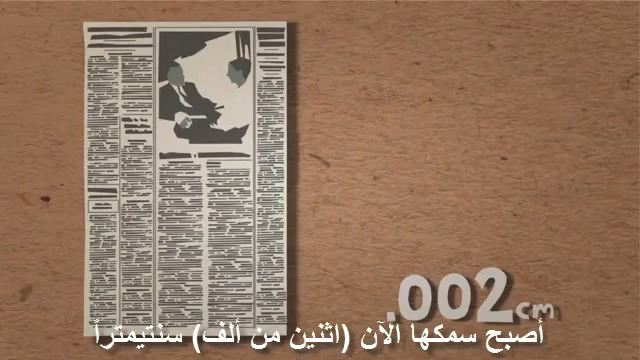 .002cm
أصبح سمكها الآن (اثنين من ألف) سنتيمتراً